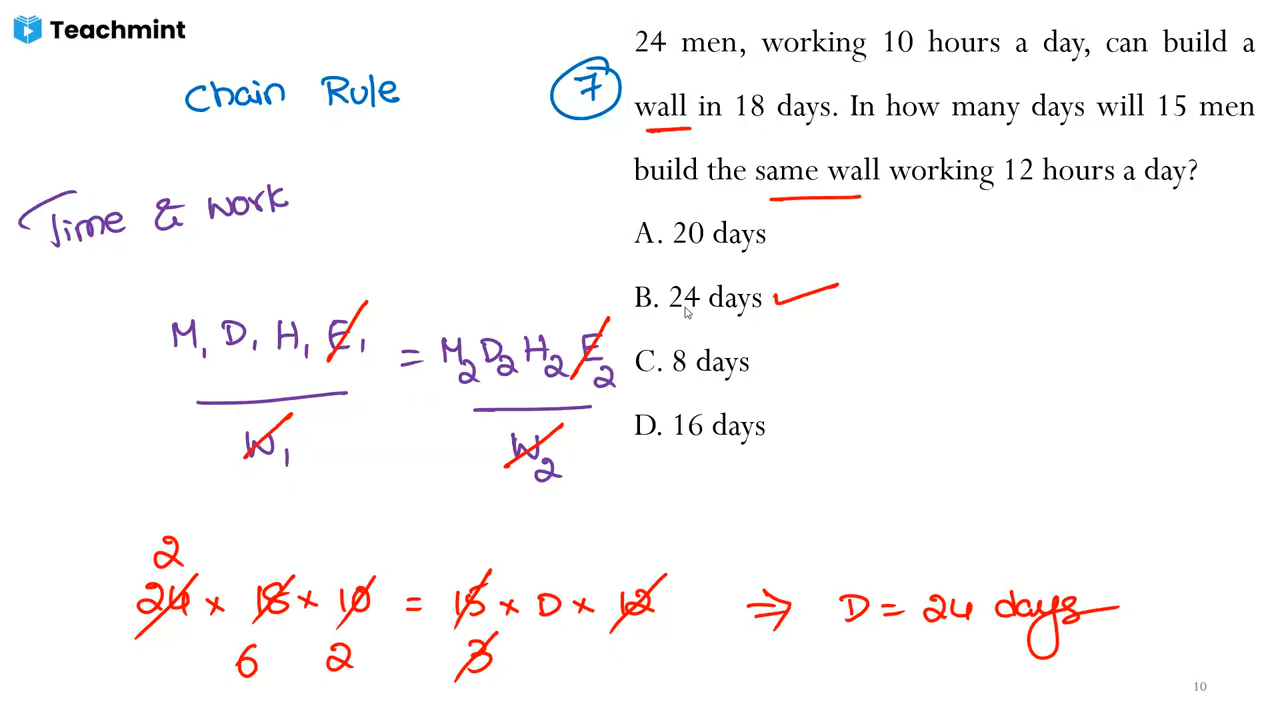 Teachmint
Chain Rule
7
24 men, working 10 hours a day, can build a
wall in 18 days. In how many days will 15 men
build the same wall working 12 hours a day?
A. 20 days
B. 24 days
C. 8 days
D. 16 days
Time & work
M1 D1 H1 E1 = M2 D2 H2 E2
W1 W2
2
24 × 18 × 10 = 15 × D × 12 ⇒ D = 24 days
6 2 3
10